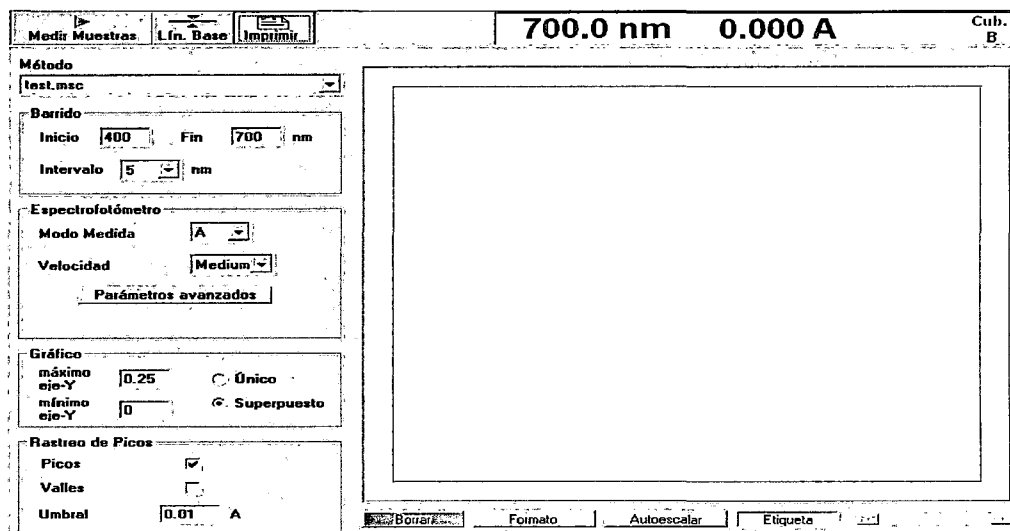 Medir Muestras Lín. Base Imprimir
700.0 nm 0.000 A Cub. B
Método
test.msc
Barrido
Inicio 400 Fin 700 nm
Intervalo 5 nm
Espectrofotómetro
Modo Medida A
Velocidad Medium
Parámetros avanzados
Gráfico
máximo eje-Y 0.25 Único
mínimo eje-Y 0 Superpuesto
Rastreo de Picos
Picos
Valles
Umbral 0.01 A
Borrar Formato Autoescalar Etiqueta